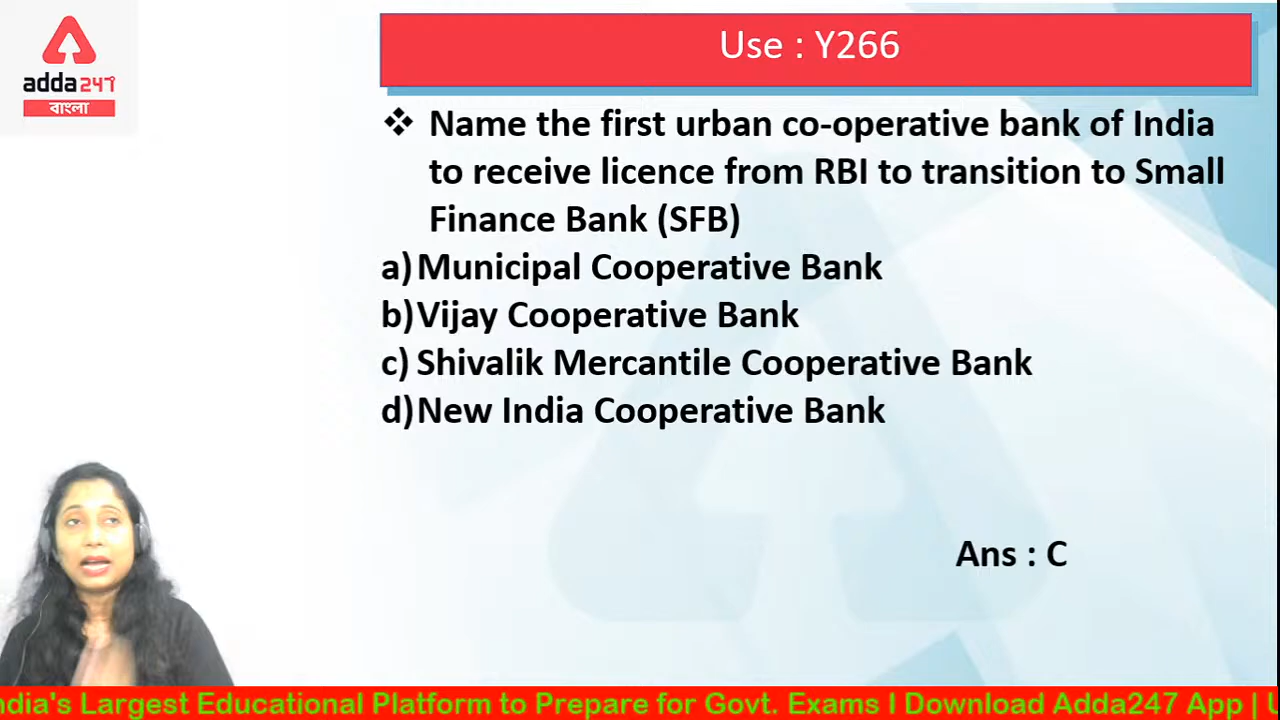 adda247
বাংলা
Use : Y266
❖ Name the first urban co-operative bank of India
to receive licence from RBI to transition to Small
Finance Bank (SFB)
a) Municipal Cooperative Bank
b) Vijay Cooperative Bank
c) Shivalik Mercantile Cooperative Bank
d) New India Cooperative Bank
Ans : C
ndia's Largest Educational Platform to Prepare for Govt. Exams I Download Adda247 App | U